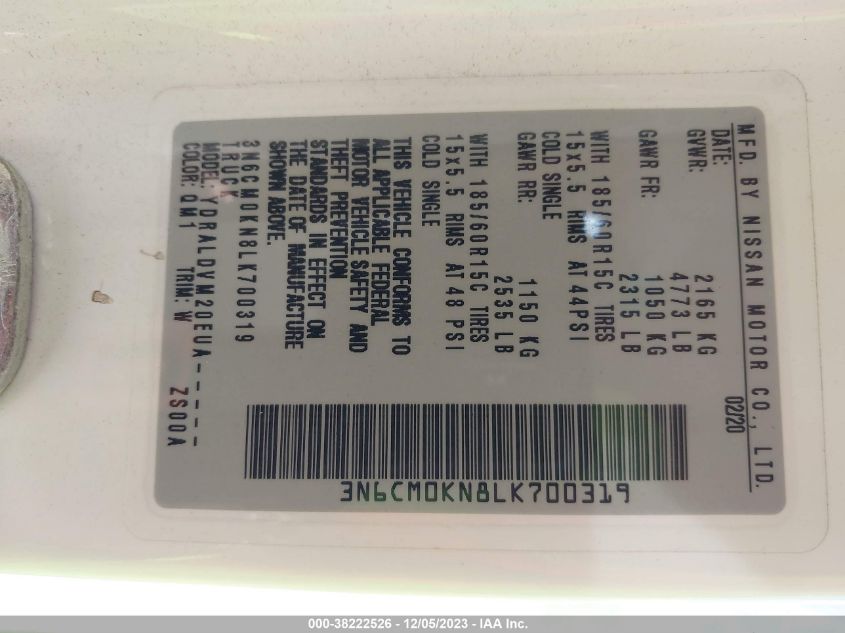 MFD. BY NISSAN MOTOR CO., LTD.
DATE: 02/20
GVWR: 2165 KG
4773 LB
GAWR FR: 1050 KG
2315 LB
WITH 185/60R15C TIRES
15x5.5 RIMS AT 44PSI
COLD SINGLE
GAWR RR: 1150 KG
2535 LB
WITH 185/60R15C TIRES
15x5.5 RIMS AT 48 PSI
COLD SINGLE
THIS VEHICLE CONFORMS TO
ALL APPLICABLE FEDERAL
MOTOR VEHICLE SAFETY AND
THEFT PREVENTION
STANDARDS IN EFFECT ON
THE DATE OF MANUFACTURE
SHOWN ABOVE.
3N6CM0KN8LK700319
TRUCK
MODEL: YDRALDVM20EUA-----
COLOR: QM1 TRIM: W ZS00A
3N6CM0KN8LK700319
000-38222526 - 12/05/2023 - IAA Inc.